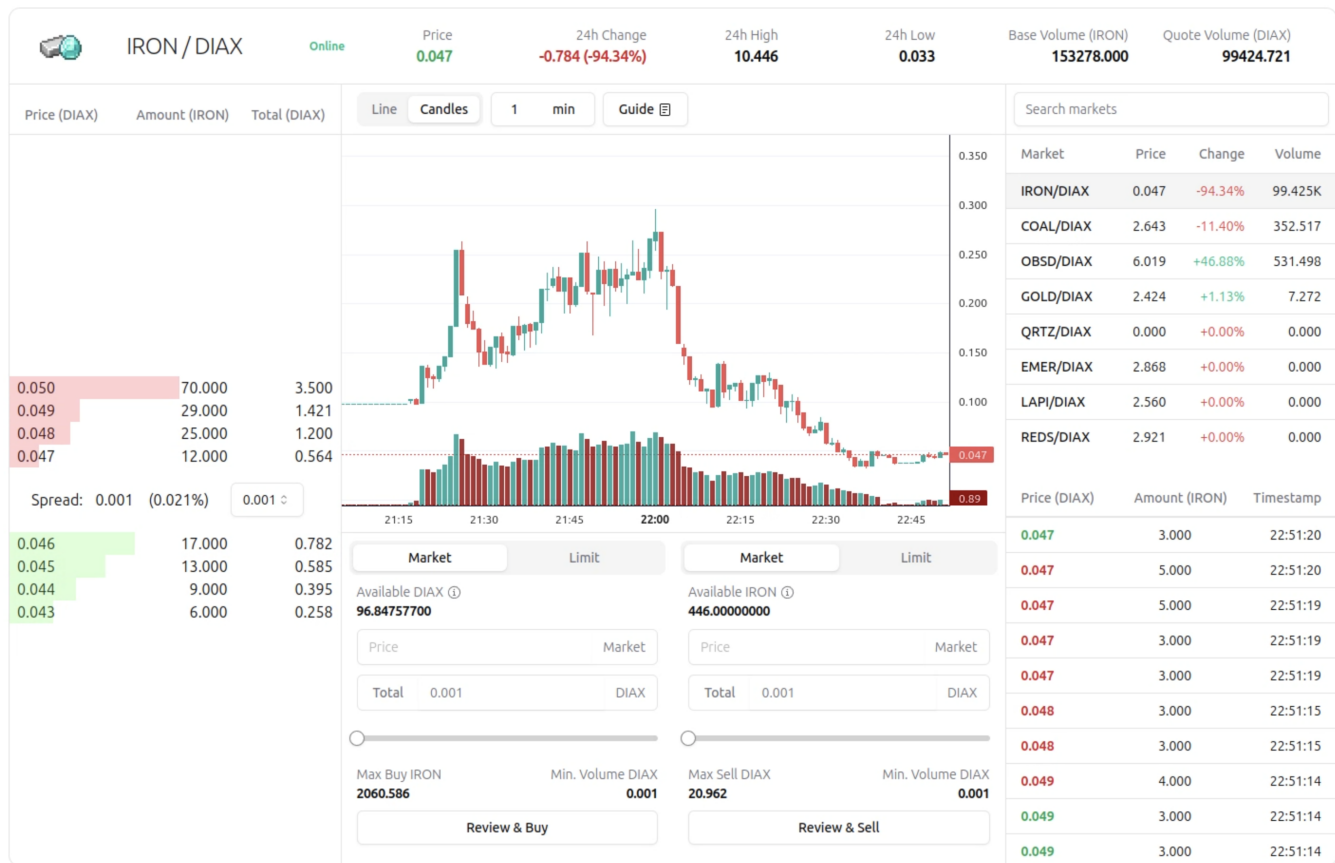 IRON / DIAX
Online
Price
0.047
24h Change
-0.784 (-94.34%)
24h High
10.446
24h Low
0.033
Base Volume (IRON)
153278.000
Quote Volume (DIAX)
99424.721
Price (DIAX) Amount (IRON) Total (DIAX)
0.050 70.000 3.500
0.049 29.000 1.421
0.048 25.000 1.200
0.047 12.000 0.564
Spread: 0.001 (0.021%) 0.001
0.046 17.000 0.782
0.045 13.000 0.585
0.044 9.000 0.395
0.043 6.000 0.258
Line Candles 1 min Guide
0.350
0.300
0.250
0.200
0.150
0.100
0.047
0.89
21:15 21:30 21:45 22:00 22:15 22:30 22:45
Market Limit
Available DIAX
96.84757700
Price Market
Total 0.001 DIAX
Max Buy IRON Min. Volume DIAX
2060.586 0.001
Review & Buy
Market Limit
Available IRON
446.00000000
Price Market
Total 0.001 DIAX
Max Sell DIAX Min. Volume DIAX
20.962 0.001
Review & Sell
Search markets
Market Price Change Volume
IRON/DIAX 0.047 -94.34% 99.425K
COAL/DIAX 2.643 -11.40% 352.517
OBSD/DIAX 6.019 +46.88% 531.498
GOLD/DIAX 2.424 +1.13% 7.272
QRTZ/DIAX 0.000 +0.00% 0.000
EMER/DIAX 2.868 +0.00% 0.000
LAPI/DIAX 2.560 +0.00% 0.000
REDS/DIAX 2.921 +0.00% 0.000
Price (DIAX) Amount (IRON) Timestamp
0.047 3.000 22:51:20
0.047 5.000 22:51:20
0.047 5.000 22:51:19
0.047 3.000 22:51:19
0.047 3.000 22:51:19
0.048 3.000 22:51:15
0.048 3.000 22:51:15
0.049 4.000 22:51:14
0.049 3.000 22:51:14
0.049 3.000 22:51:14